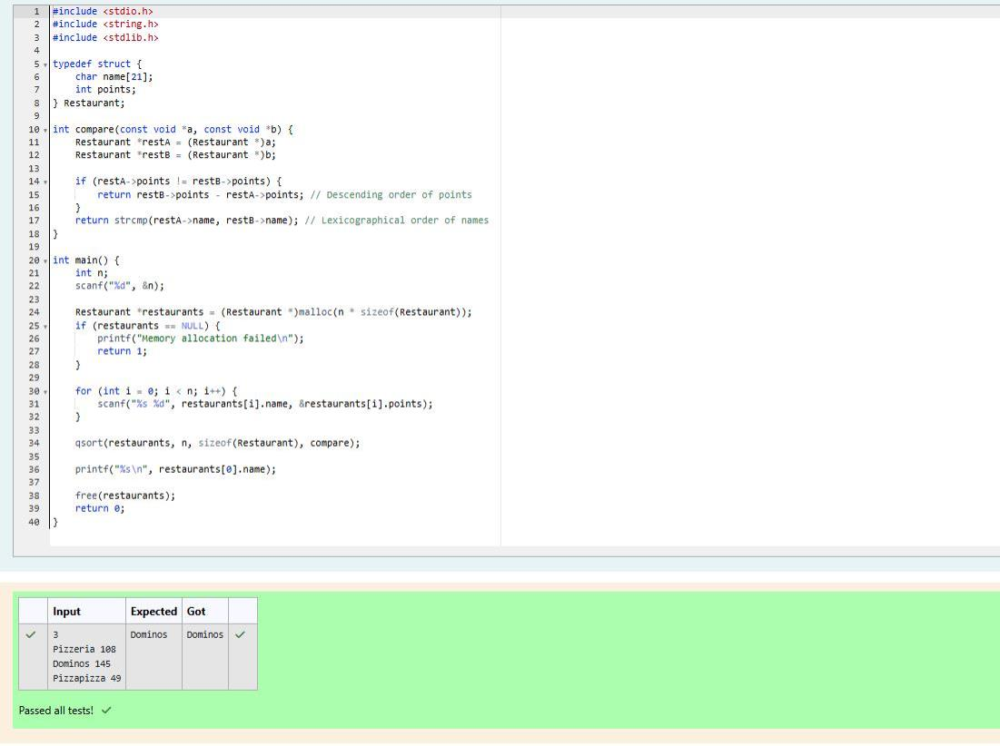 1 #include <stdio.h>
2 #include <string.h>
3 #include <stdlib.h>
4
5 typedef struct {
6     char name[21];
7     int points;
8 } Restaurant;
9
10 int compare(const void *a, const void *b) {
11     Restaurant *restA = (Restaurant *)a;
12     Restaurant *restB = (Restaurant *)b;
13
14     if (restA->points != restB->points) {
15         return restB->points - restA->points; // Descending order of points
16     }
17     return strcmp(restA->name, restB->name); // Lexicographical order of names
18 }
19
20 int main() {
21     int n;
22     scanf("%d", &n);
23
24     Restaurant *restaurants = (Restaurant *)malloc(n * sizeof(Restaurant));
25     if (restaurants == NULL) {
26         printf("Memory allocation failed\n");
27         return 1;
28     }
29
30     for (int i = 0; i < n; i++) {
31         scanf("%s %d", restaurants[i].name, &restaurants[i].points);
32     }
33
34     qsort(restaurants, n, sizeof(Restaurant), compare);
35
36     printf("%s\n", restaurants[0].name);
37
38     free(restaurants);
39     return 0;
40 }
Input Expected Got
3 Dominos Dominos
Pizzeria 108
Dominos 145
Pizzapizza 49
Passed all tests!